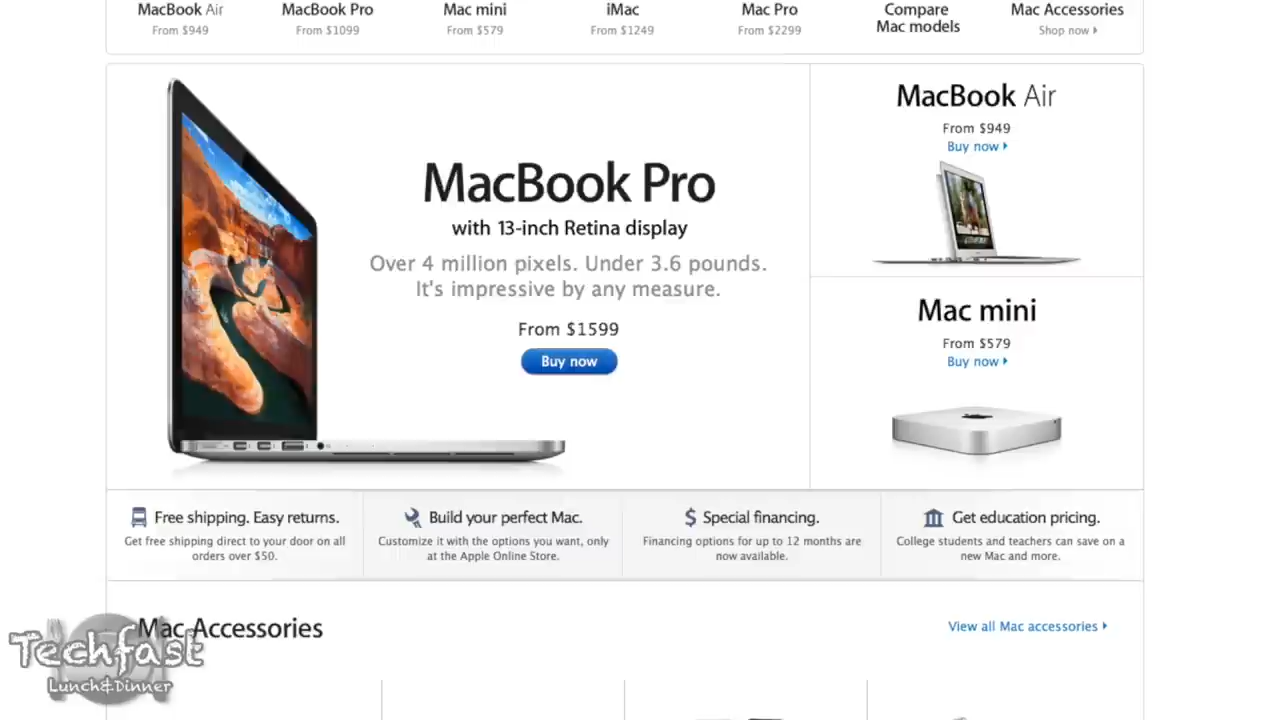 MacBook Air
From $949
MacBook Pro
From $1099
Mac mini
From $579
iMac
From $1249
Mac Pro
From $2299
Compare
Mac models
Mac Accessories
Shop now
MacBook Pro
with 13-inch Retina display
Over 4 million pixels. Under 3.6 pounds.
It's impressive by any measure.
From $1599
Buy now
MacBook Air
From $949
Buy now
Mac mini
From $579
Buy now
Free shipping. Easy returns.
Get free shipping direct to your door on all
orders over $50.
Build your perfect Mac.
Customize it with the options you want, only
at the Apple Online Store.
$ Special financing.
Financing options for up to 12 months are
now available.
Get education pricing.
College students and teachers can save on a
new Mac and more.
Mac Accessories
View all Mac accessories
Techfast
Lunch&Dinner